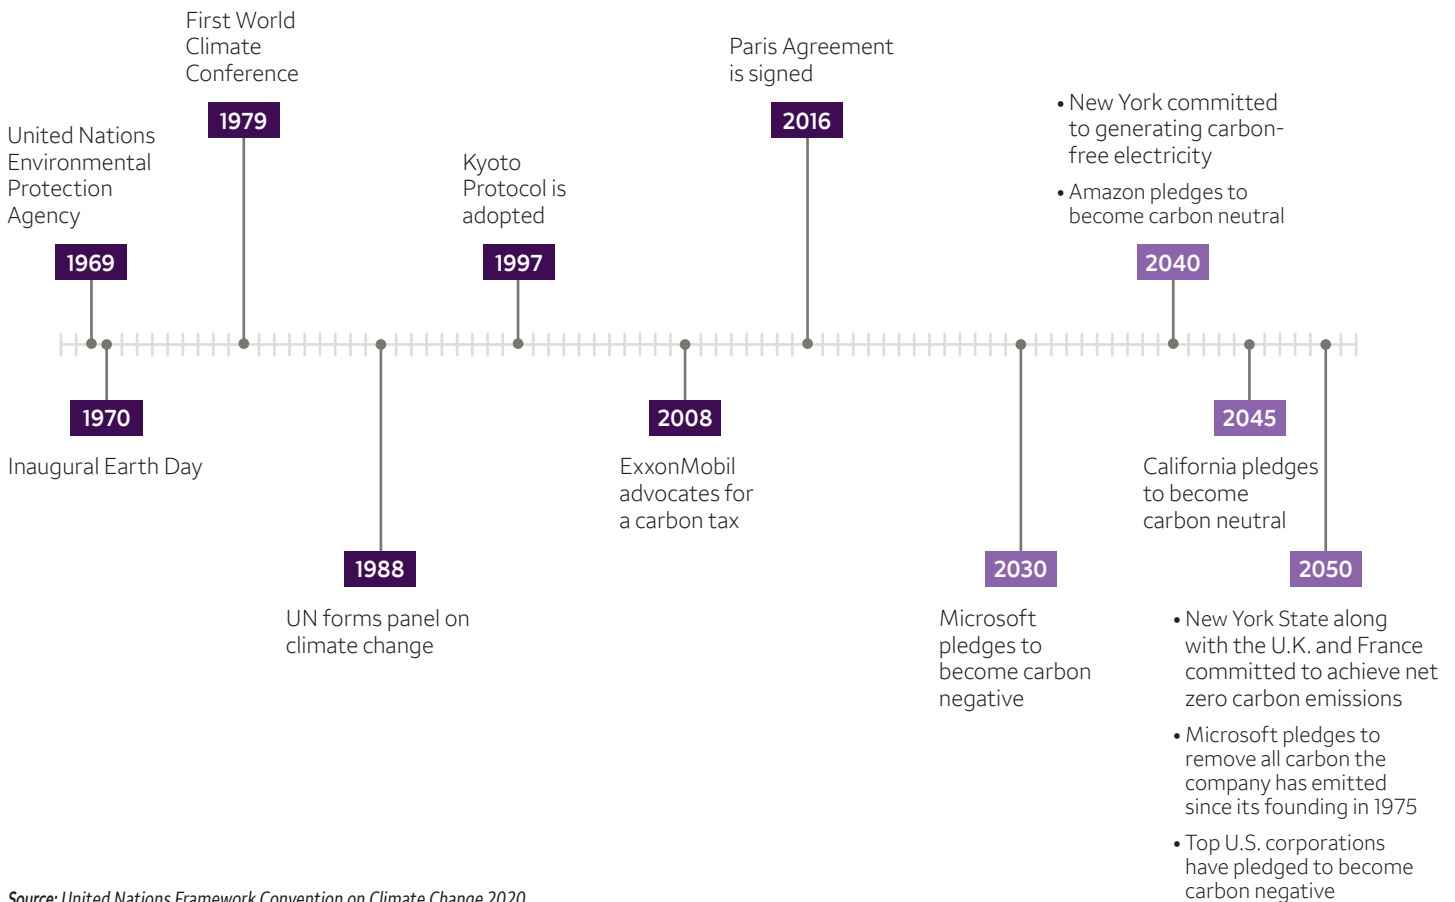 First World
Climate
Conference
1979
Paris Agreement
is signed
2016
• New York committed
to generating carbon-
free electricity
• Amazon pledges to
become carbon neutral
2040
United Nations
Environmental
Protection
Agency
1969
Kyoto
Protocol is
adopted
1997
1970
Inaugural Earth Day
1988
UN forms panel on
climate change
2008
ExxonMobil
advocates for
a carbon tax
2030
Microsoft
pledges to
become carbon
negative
2045
California pledges
to become
carbon neutral
2050
• New York State along
with the U.K. and France
committed to achieve net
zero carbon emissions
• Microsoft pledges to
remove all carbon the
company has emitted
since its founding in 1975
• Top U.S. corporations
have pledged to become
carbon negative
Source: United Nations Framework Convention on Climate Change 2020